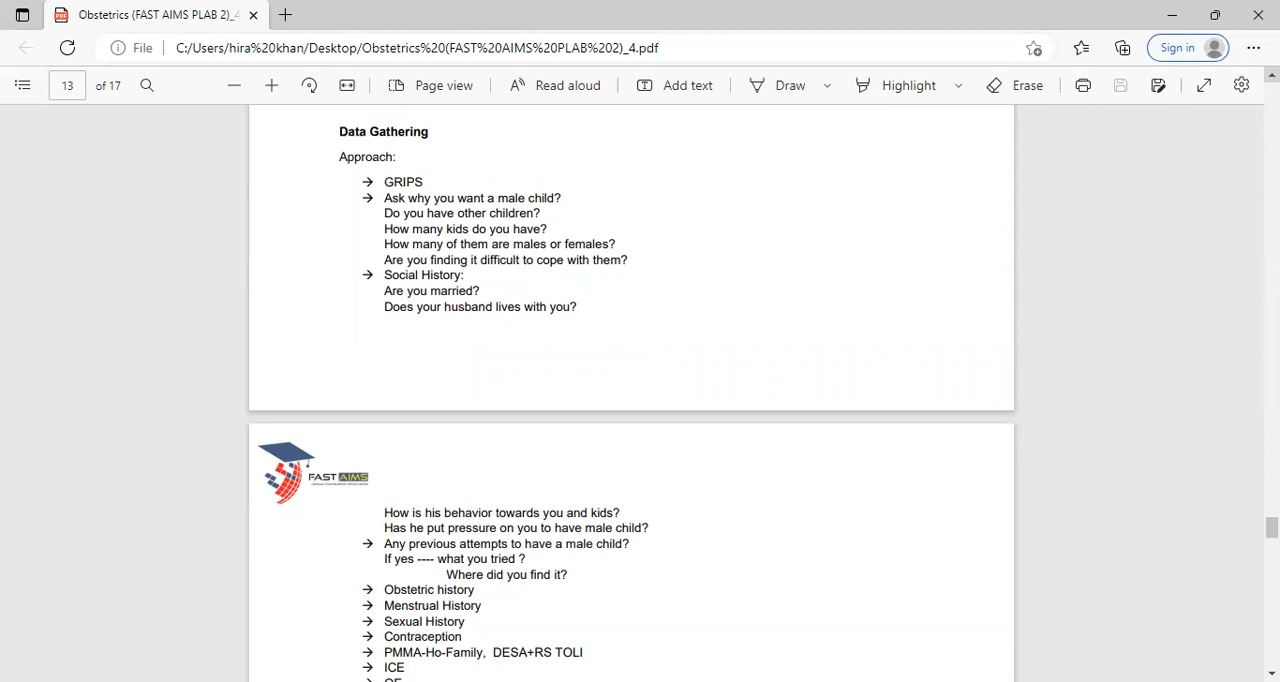 Obstetrics (FAST AIMS PLAB 2)_4
File C:/Users/hira%20khan/Desktop/Obstetrics%20(FAST%20AIMS%20PLAB%202)_4.pdf Sign in
13 of 17 Page view Read aloud Add text Draw Highlight Erase
Data Gathering
Approach:
→ GRIPS
→ Ask why you want a male child?
Do you have other children?
How many kids do you have?
How many of them are males or females?
Are you finding it difficult to cope with them?
→ Social History:
Are you married?
Does your husband lives with you?
FAST AIMS
How is his behavior towards you and kids?
Has he put pressure on you to have male child?
→ Any previous attempts to have a male child?
If yes ---- what you tried ?
Where did you find it?
→ Obstetric history
→ Menstrual History
→ Sexual History
→ Contraception
→ PMMA-Ho-Family, DESA+RS TOLI
→ ICE